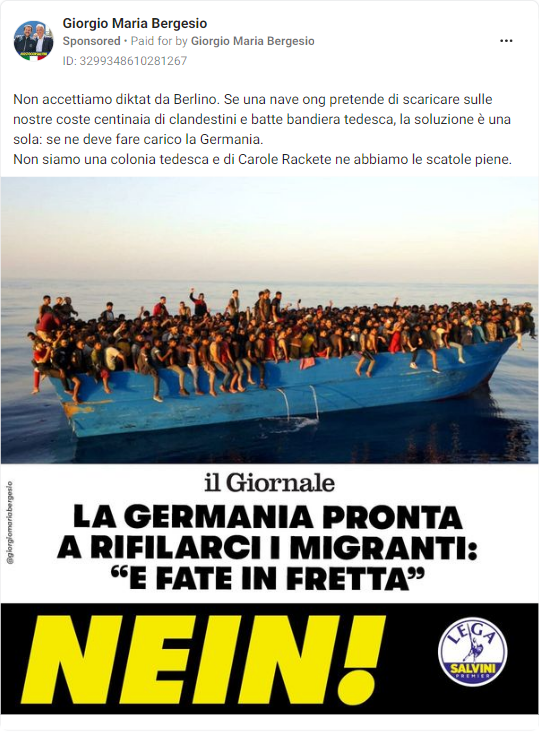 Giorgio Maria Bergesio
Sponsored • Paid for by Giorgio Maria Bergesio
ID: 3299348610281267
Non accettiamo diktat da Berlino. Se una nave ong pretende di scaricare sulle
nostre coste centinaia di clandestini e batte bandiera tedesca, la soluzione è una
sola: se ne deve fare carico la Germania.
Non siamo una colonia tedesca e di Carole Rackete ne abbiamo le scatole piene.
@giorgiomariabergesio
il Giornale
LA GERMANIA PRONTA
A RIFILARCI I MIGRANTI:
“E FATE IN FRETTA”
NEIN!
LEGA
SALVINI
PREMIER